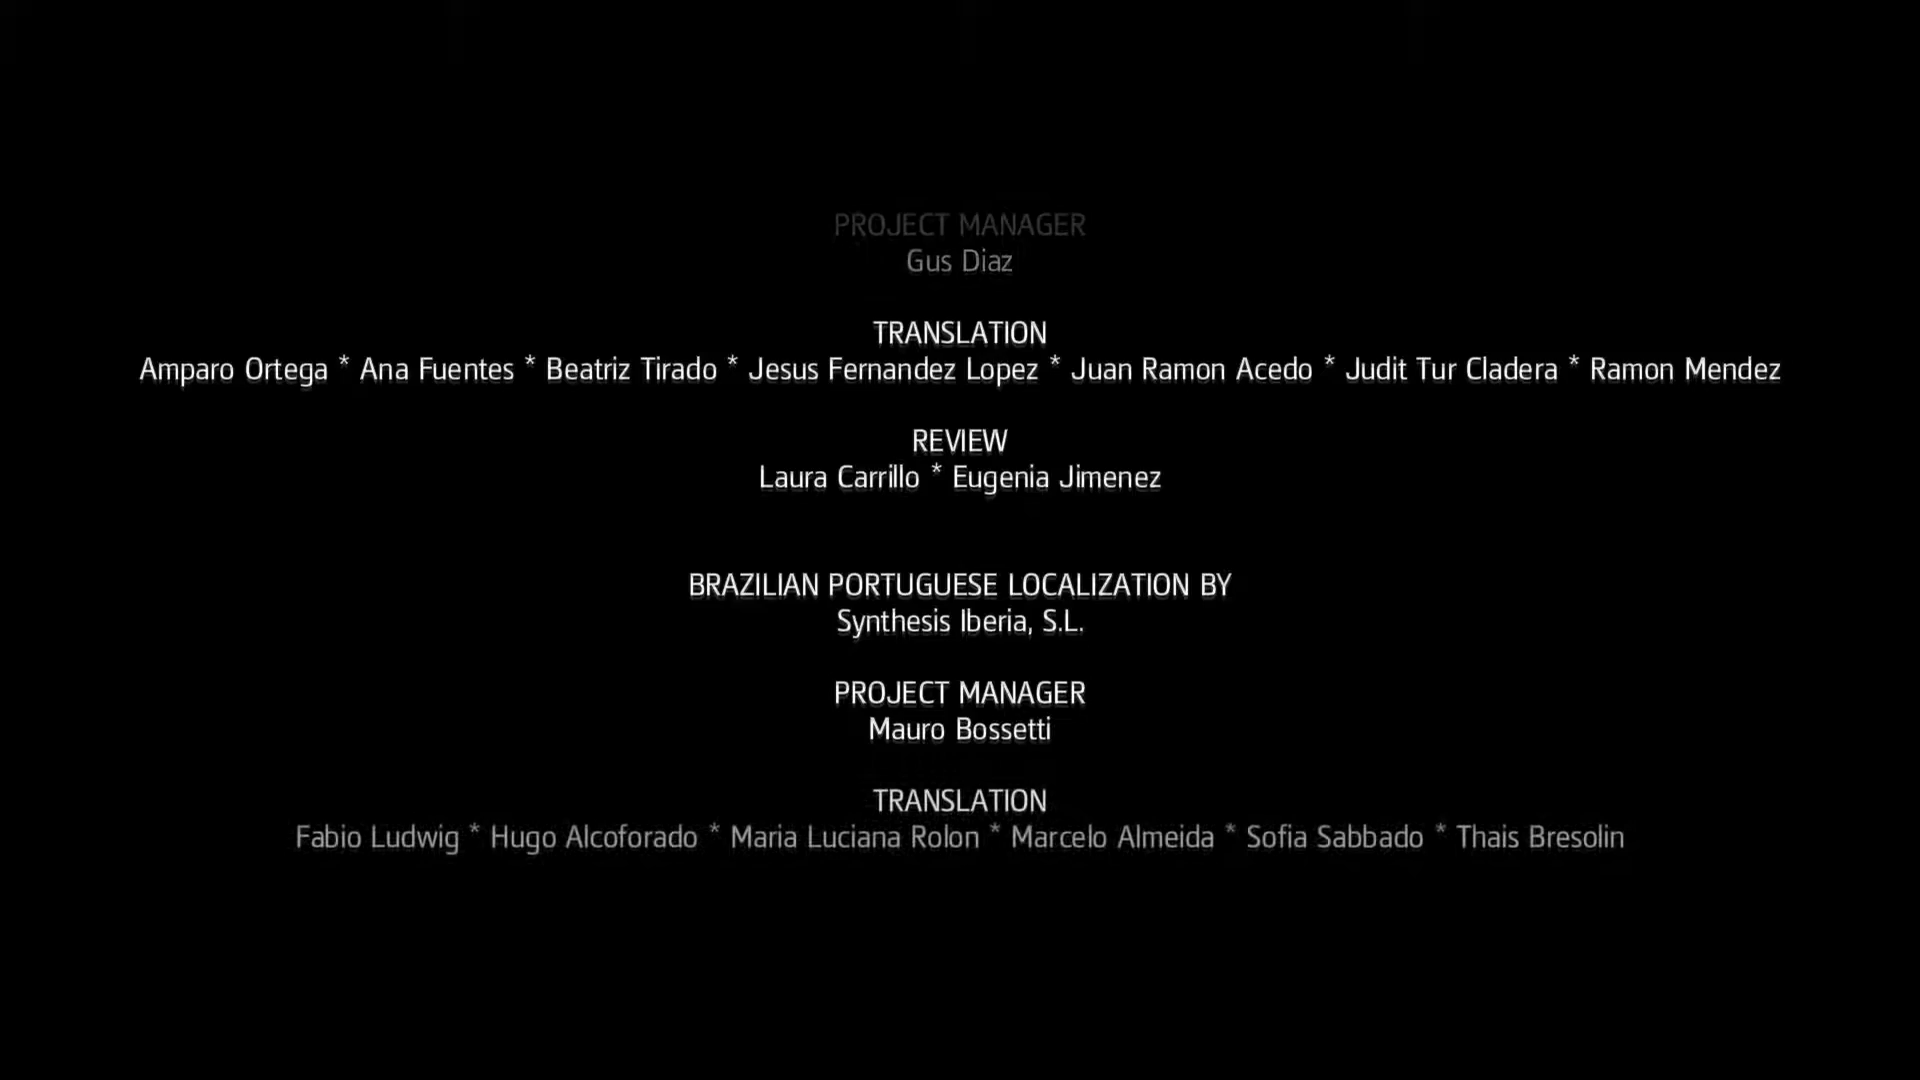 PROJECT MANAGER
Gus Diaz
TRANSLATION
Amparo Ortega * Ana Fuentes * Beatriz Tirado * Jesus Fernandez Lopez * Juan Ramon Acedo * Judit Tur Cladera * Ramon Mendez
REVIEW
Laura Carrillo * Eugenia Jimenez
BRAZILIAN PORTUGUESE LOCALIZATION BY
Synthesis Iberia, S.L.
PROJECT MANAGER
Mauro Bossetti
TRANSLATION
Fabio Ludwig * Hugo Alcoforado * Maria Luciana Rolon * Marcelo Almeida * Sofia Sabbado * Thais Bresolin